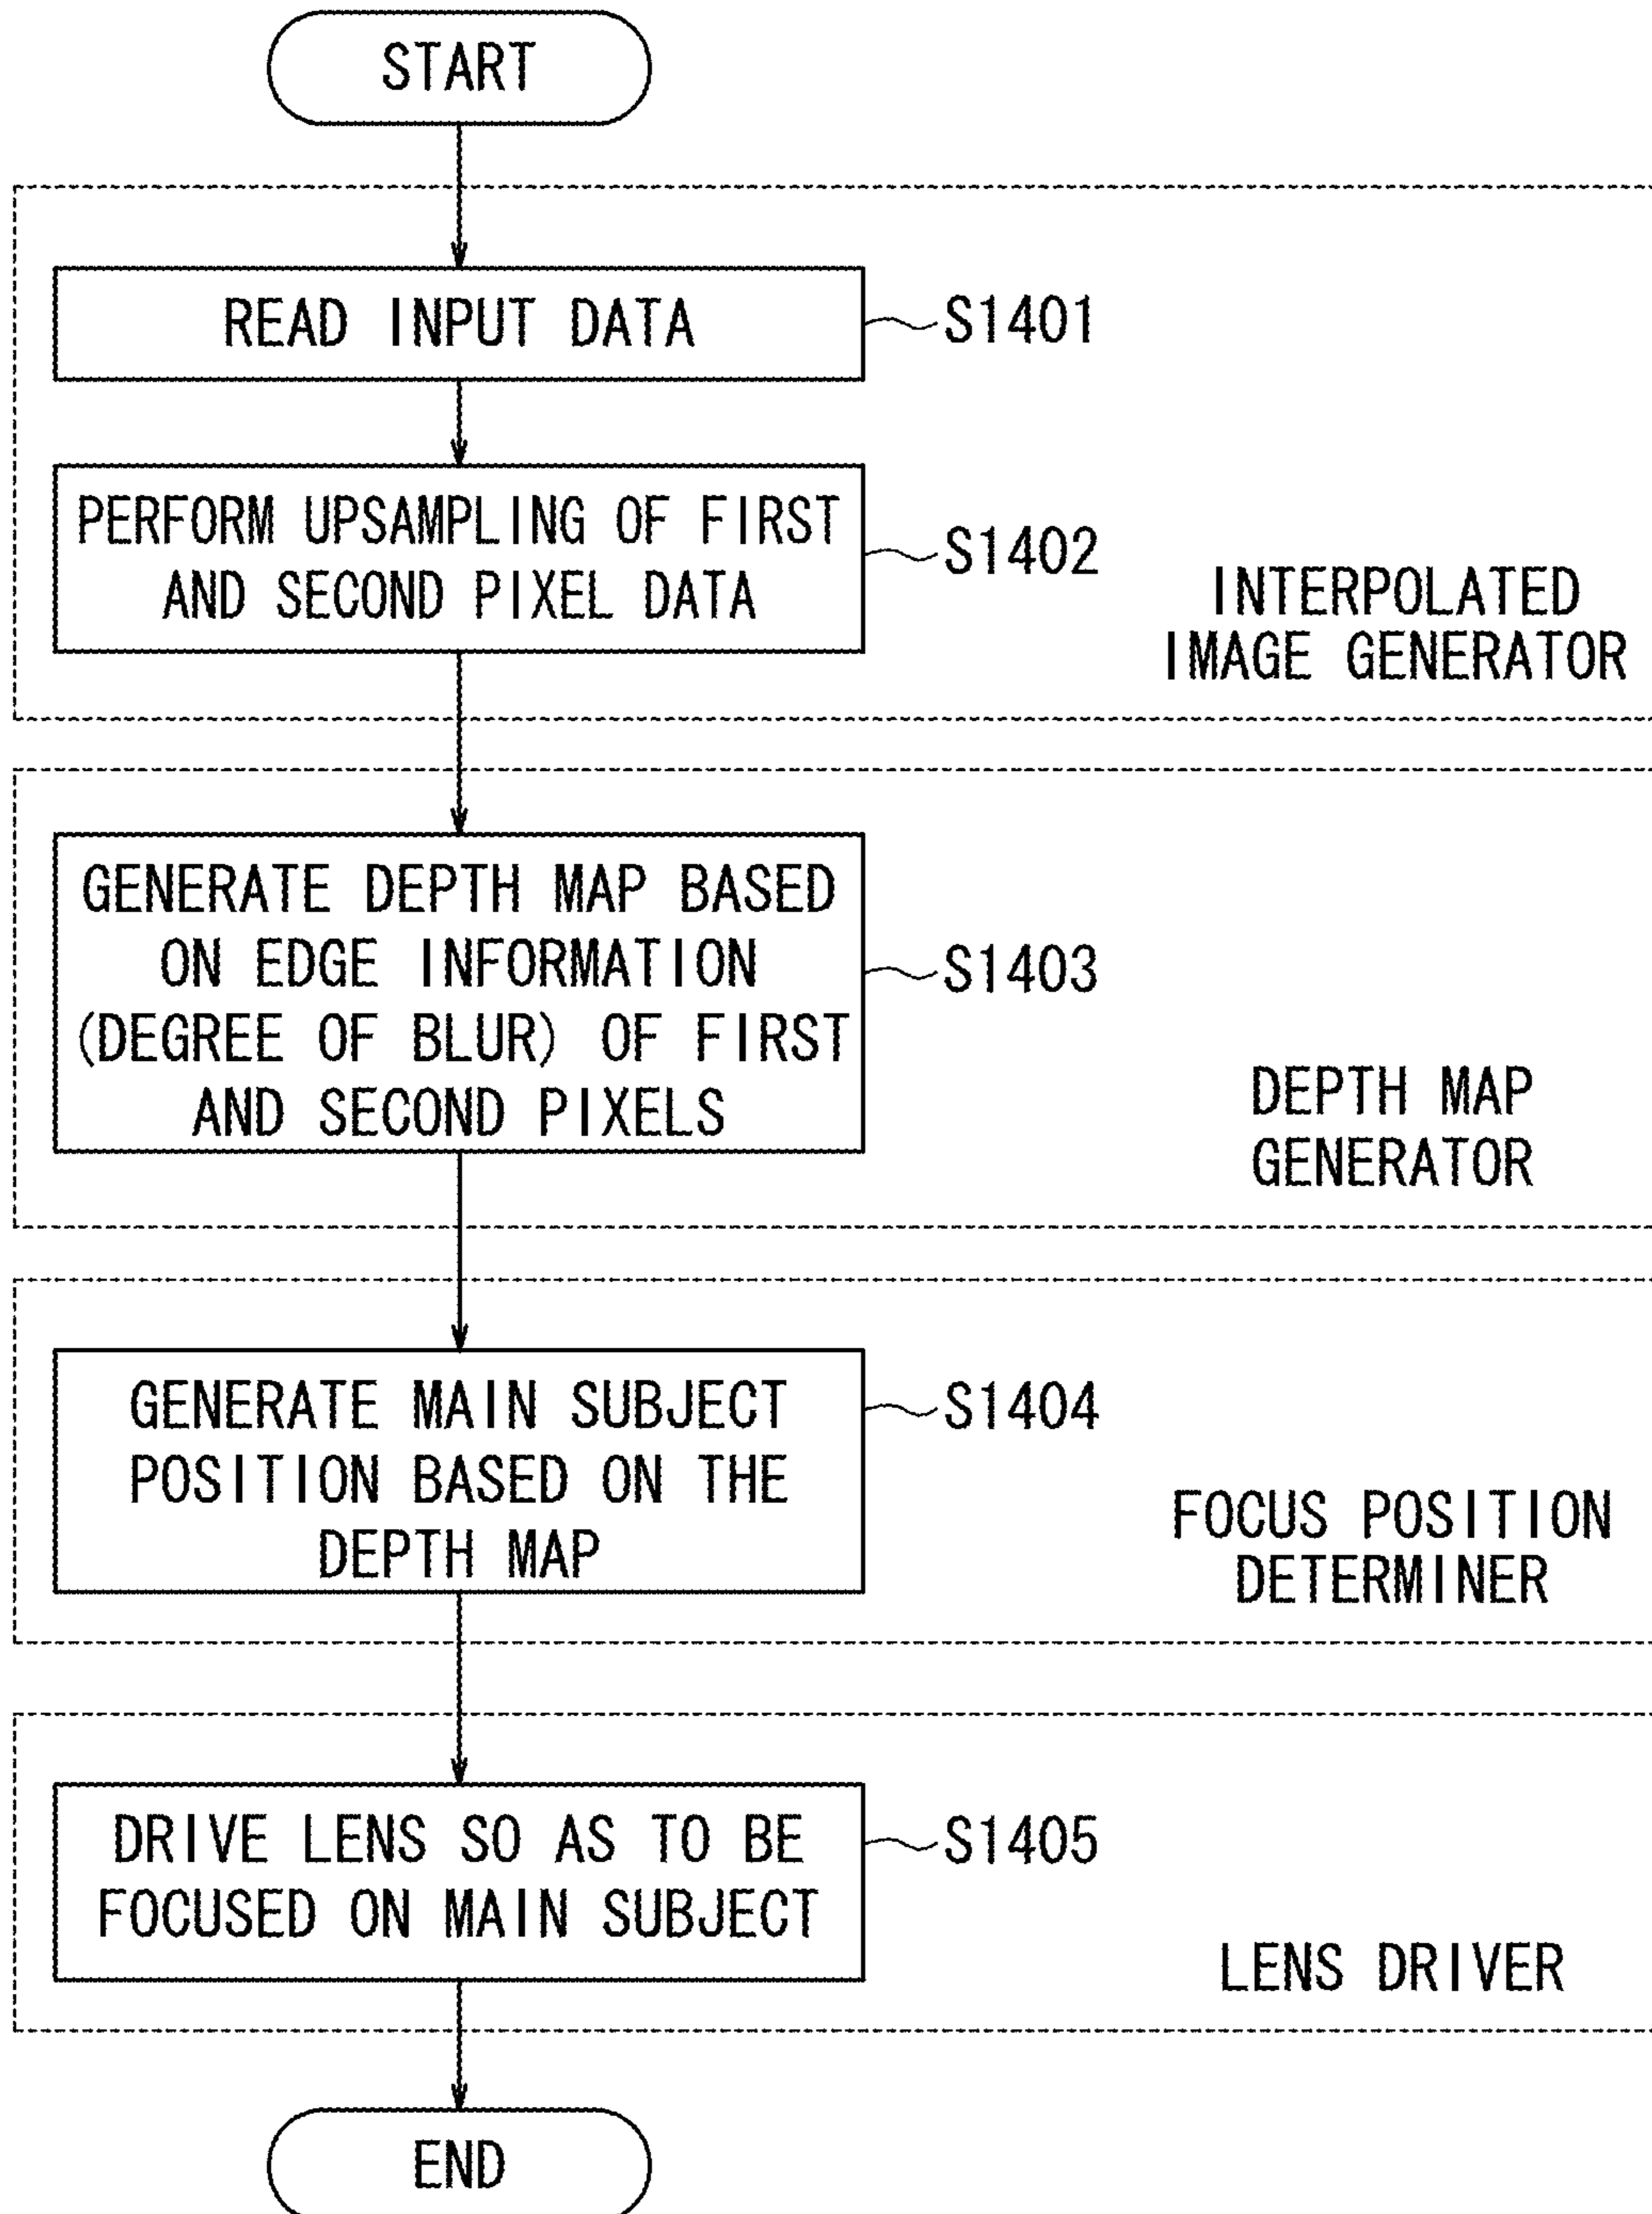 START
READ INPUT DATA
S1401
PERFORM UPSAMPLING OF FIRST
AND SECOND PIXEL DATA
S1402
INTERPOLATED
IMAGE GENERATOR
GENERATE DEPTH MAP BASED
ON EDGE INFORMATION
(DEGREE OF BLUR) OF FIRST
AND SECOND PIXELS
S1403
DEPTH MAP
GENERATOR
GENERATE MAIN SUBJECT
POSITION BASED ON THE
DEPTH MAP
S1404
FOCUS POSITION
DETERMINER
DRIVE LENS SO AS TO BE
FOCUSED ON MAIN SUBJECT
S1405
LENS DRIVER
END